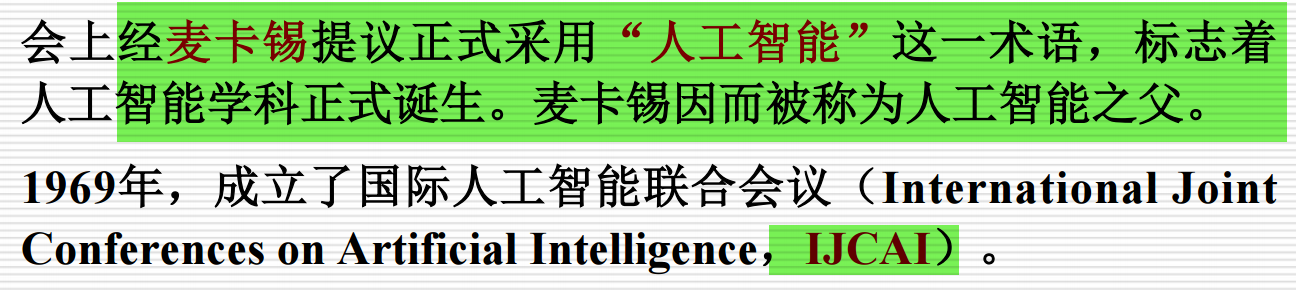 会上经麦卡锡提议正式采用“人工智能”这一术语，标志着
人工智能学科正式诞生。麦卡锡因而被称为人工智能之父。
1969年，成立了国际人工智能联合会议（International Joint
Conferences on Artificial Intelligence， IJCAI）。